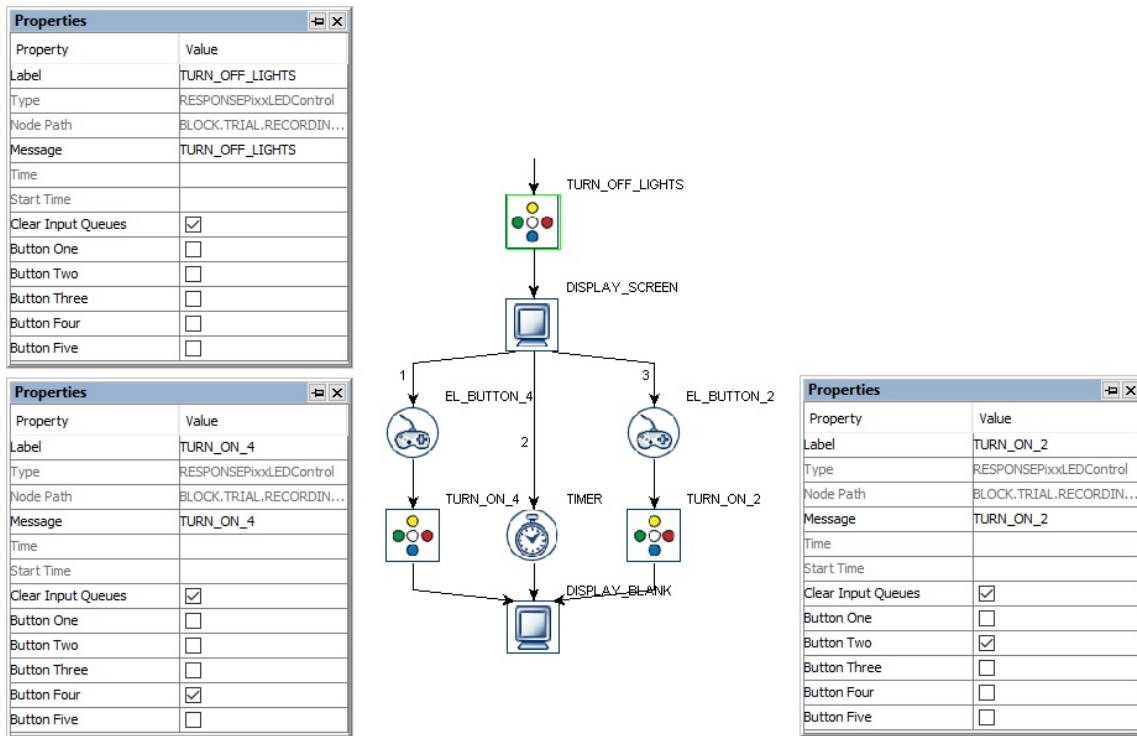 Properties
Property Value
Label TURN_OFF_LIGHTS
Type RESPONSEPixxLEDControl
Node Path BLOCK.TRIAL.RECORDIN...
Message TURN_OFF_LIGHTS
Time
Start Time
Clear Input Queues
Button One
Button Two
Button Three
Button Four
Button Five
Properties
Property Value
Label TURN_ON_4
Type RESPONSEPixxLEDControl
Node Path BLOCK.TRIAL.RECORDIN...
Message TURN_ON_4
Time
Start Time
Clear Input Queues
Button One
Button Two
Button Three
Button Four
Button Five
TURN_OFF_LIGHTS
DISPLAY_SCREEN
1
3
EL_BUTTON_4
EL_BUTTON_2
2
TURN_ON_4
TIMER
TURN_ON_2
DISPLAY_BLANK
Properties
Property Value
Label TURN_ON_2
Type RESPONSEPixxLEDControl
Node Path BLOCK.TRIAL.RECORDIN...
Message TURN_ON_2
Time
Start Time
Clear Input Queues
Button One
Button Two
Button Three
Button Four
Button Five